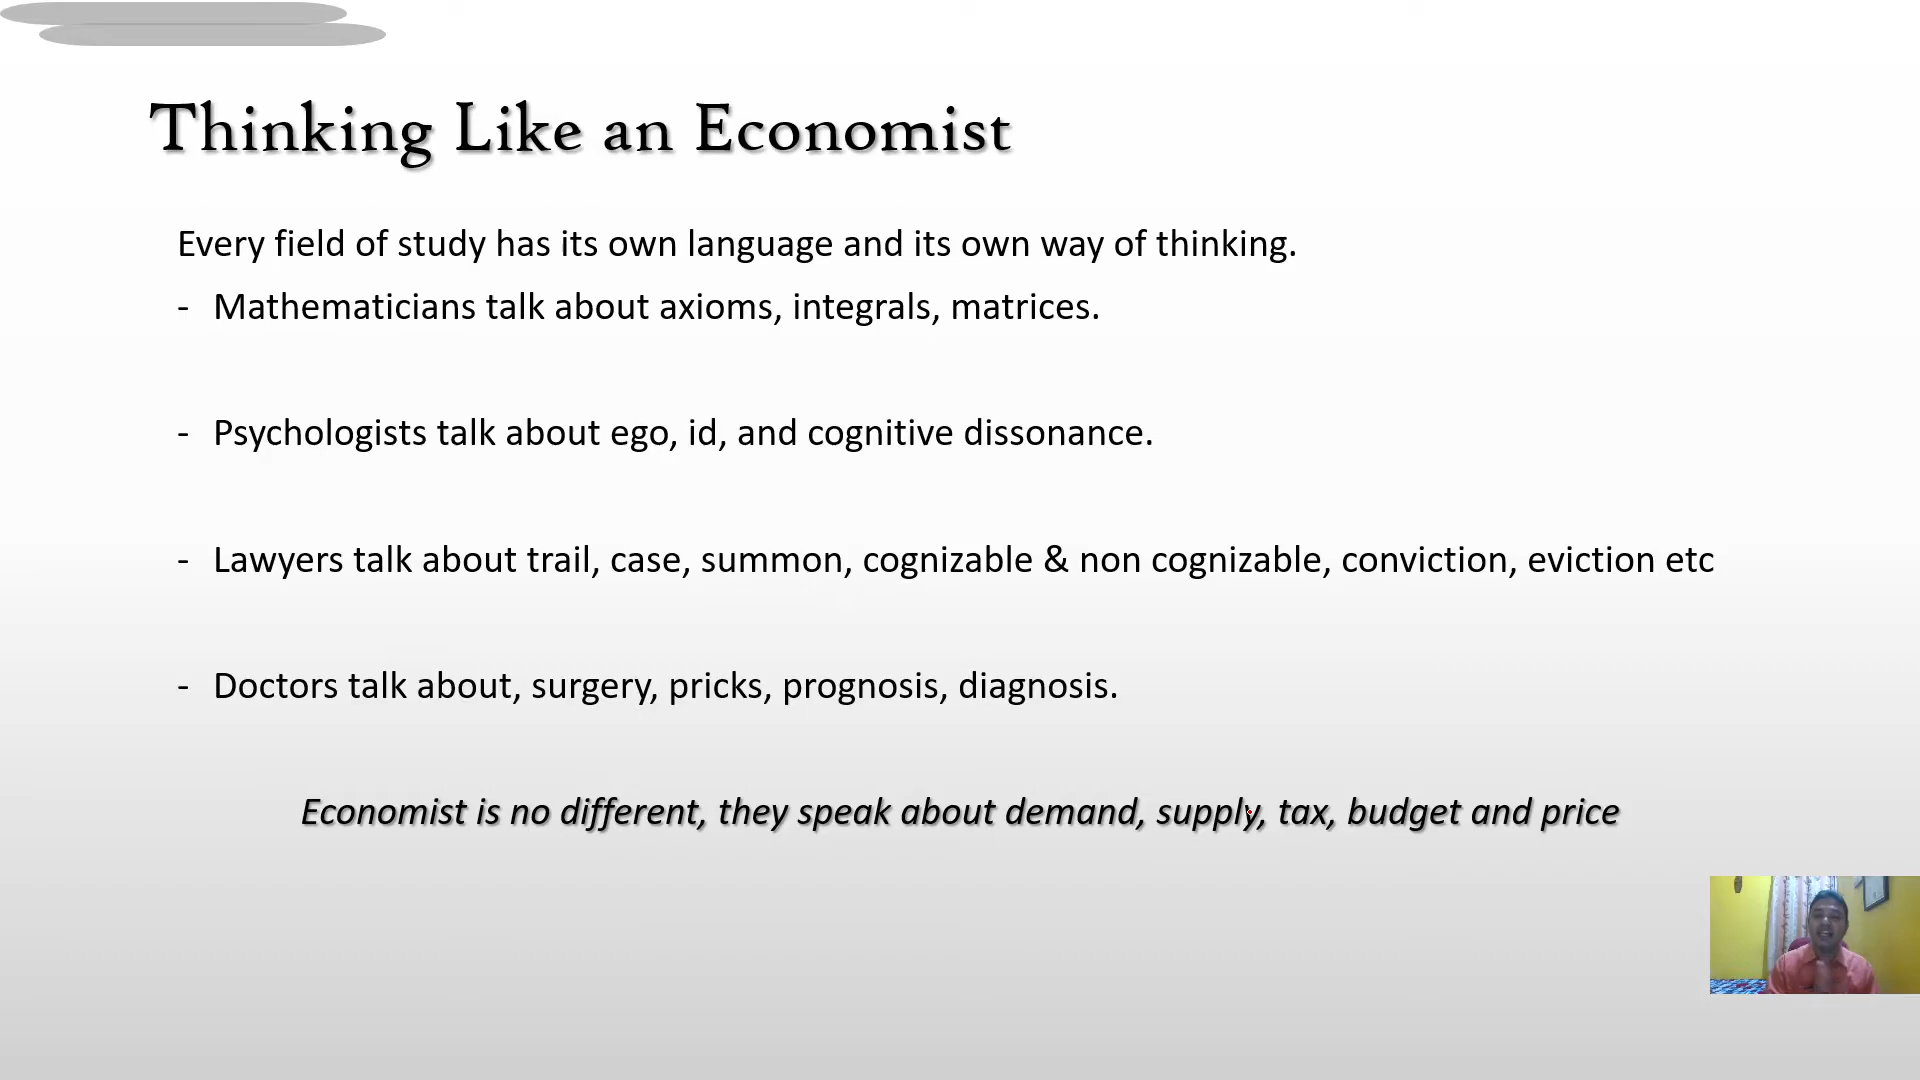 Thinking Like an Economist
Every field of study has its own language and its own way of thinking.
- Mathematicians talk about axioms, integrals, matrices.
- Psychologists talk about ego, id, and cognitive dissonance.
- Lawyers talk about trail, case, summon, cognizable & non cognizable, conviction, eviction etc
- Doctors talk about, surgery, pricks, prognosis, diagnosis.
Economist is no different, they speak about demand, supply, tax, budget and price